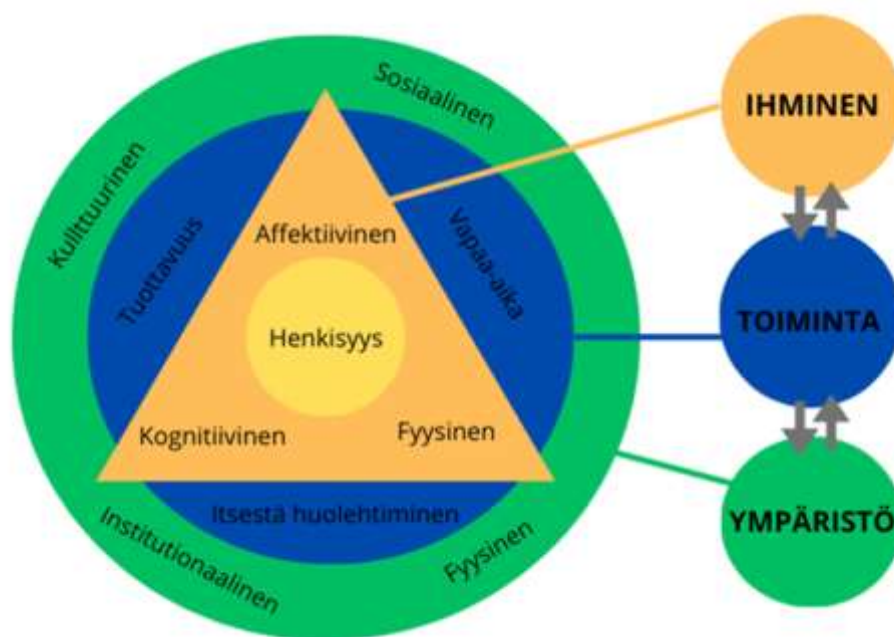 Sosiaalinen
Kulttuurinen
Tuottavuus
Vapaa-aika
Affektiivinen
Henkisyys
Kognitiivinen
Fyysinen
Itsestä huolehtiminen
Institutionaalinen
Fyysinen
IHMINEN
TOIMINTA
YMPÄRISTÖ